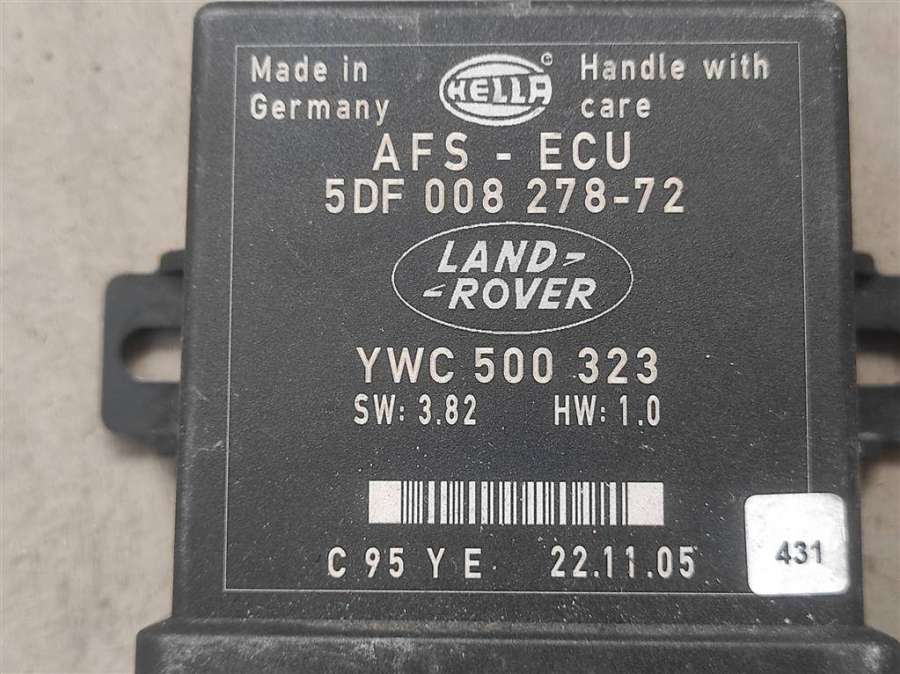 Made in Germany
HELLA ©
Handle with care
AFS - ECU
5DF 008 278-72
LAND-
-ROVER
YWC 500 323
SW: 3.82 HW: 1.0
C 95 Y E 22.11.05
431